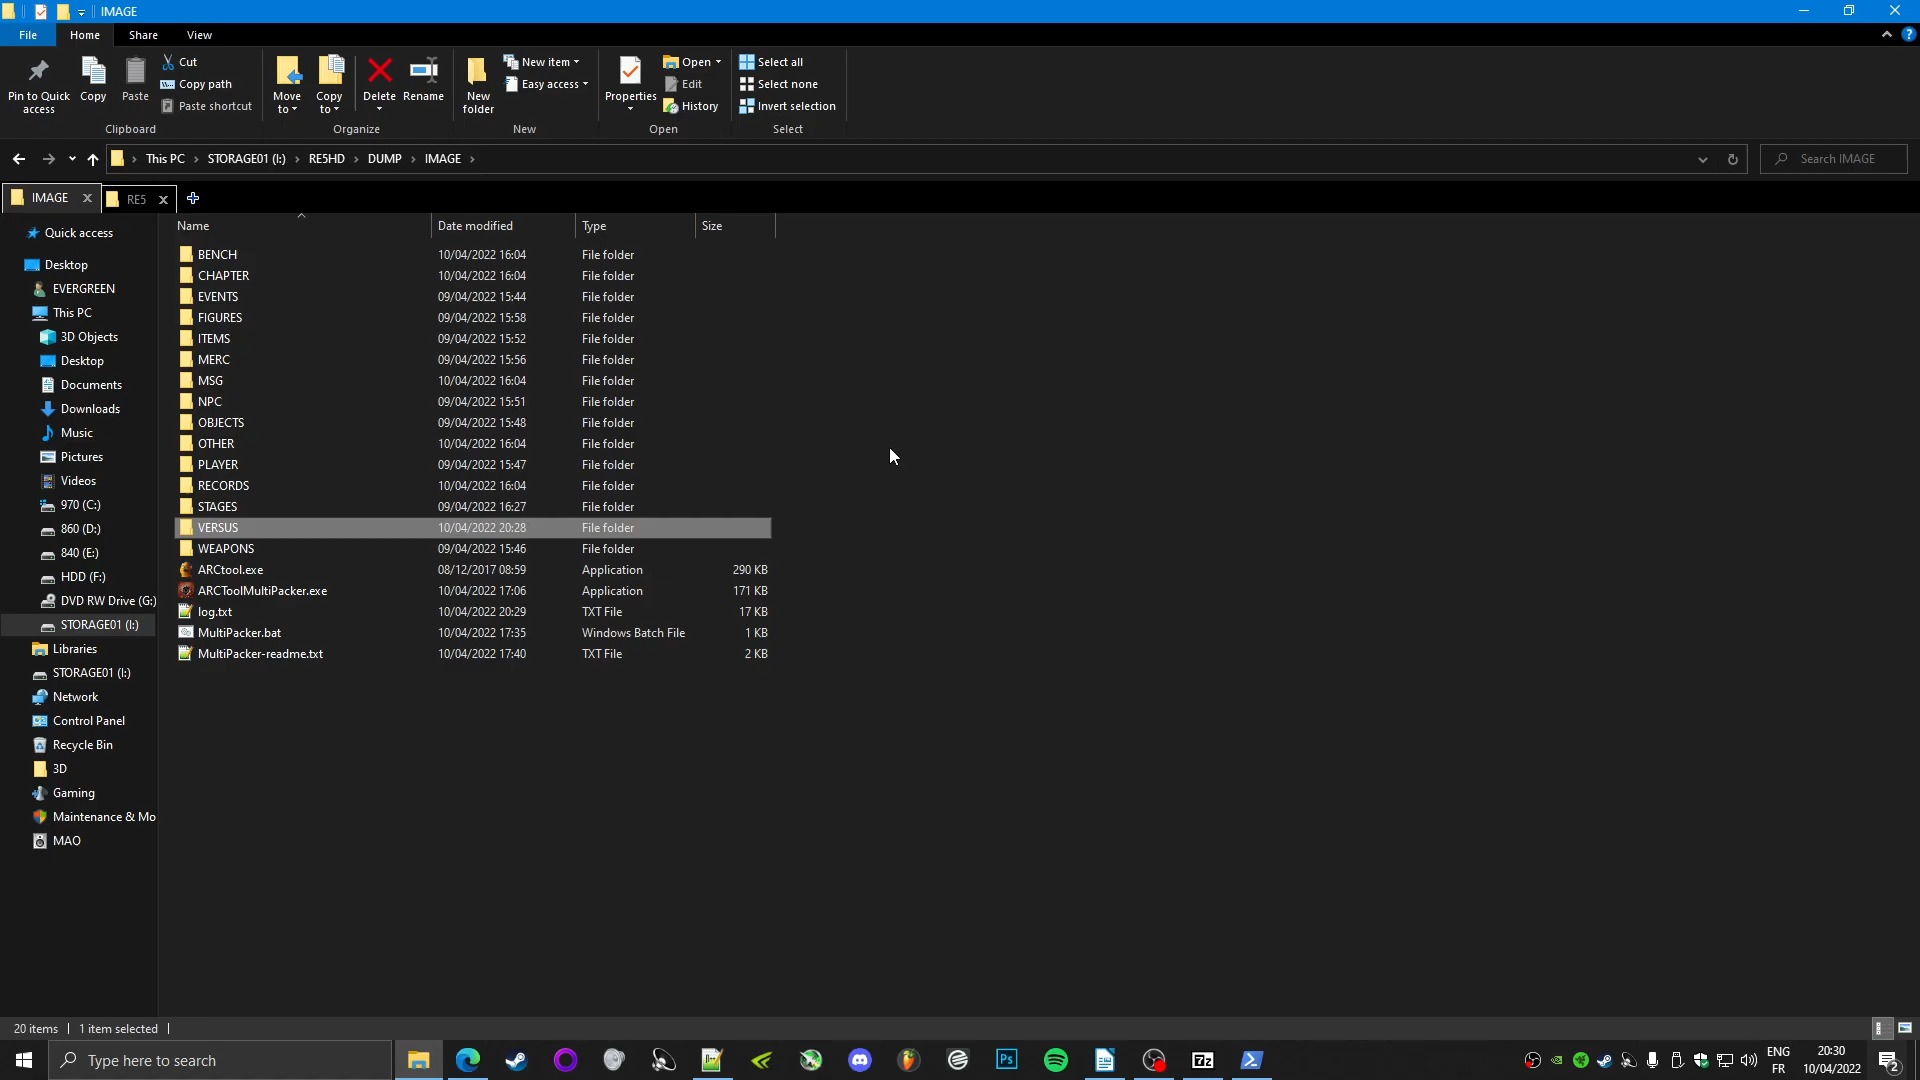 IMAGE
File Home Share View
Pin to Quick access
Copy
Paste
Cut
Copy path
Paste shortcut
Clipboard
Move to
Copy to
Delete
Rename
Organize
New folder
New item
Easy access
New
Properties
Open
Edit
History
Open
Select all
Select none
Invert selection
Select
This PC STORAGE01 (I:) RE5HD DUMP IMAGE
Search IMAGE
IMAGE RE5
Quick access
Desktop
EVERGREEN
This PC
3D Objects
Desktop
Documents
Downloads
Music
Pictures
Videos
970 (C:)
860 (D:)
840 (E:)
HDD (F:)
DVD RW Drive (G:)
STORAGE01 (I:)
Libraries
STORAGE01 (I:)
Network
Control Panel
Recycle Bin
3D
Gaming
Maintenance & Mo
MAO
Name Date modified Type Size
BENCH 10/04/2022 16:04 File folder
CHAPTER 10/04/2022 16:04 File folder
EVENTS 09/04/2022 15:44 File folder
FIGURES 09/04/2022 15:58 File folder
ITEMS 09/04/2022 15:52 File folder
MERC 09/04/2022 15:56 File folder
MSG 10/04/2022 16:04 File folder
NPC 09/04/2022 15:51 File folder
OBJECTS 09/04/2022 15:48 File folder
OTHER 10/04/2022 16:04 File folder
PLAYER 09/04/2022 15:47 File folder
RECORDS 10/04/2022 16:04 File folder
STAGES 09/04/2022 16:27 File folder
VERSUS 10/04/2022 20:28 File folder
WEAPONS 09/04/2022 15:46 File folder
ARCtool.exe 08/12/2017 08:59 Application 290 KB
ARCToolMultiPacker.exe 10/04/2022 17:06 Application 171 KB
log.txt 10/04/2022 20:29 TXT File 17 KB
MultiPacker.bat 10/04/2022 17:35 Windows Batch File 1 KB
MultiPacker-readme.txt 10/04/2022 17:40 TXT File 2 KB
20 items 1 item selected
Type here to search
Ps
7z
ENG
FR
20:30
10/04/2022
2